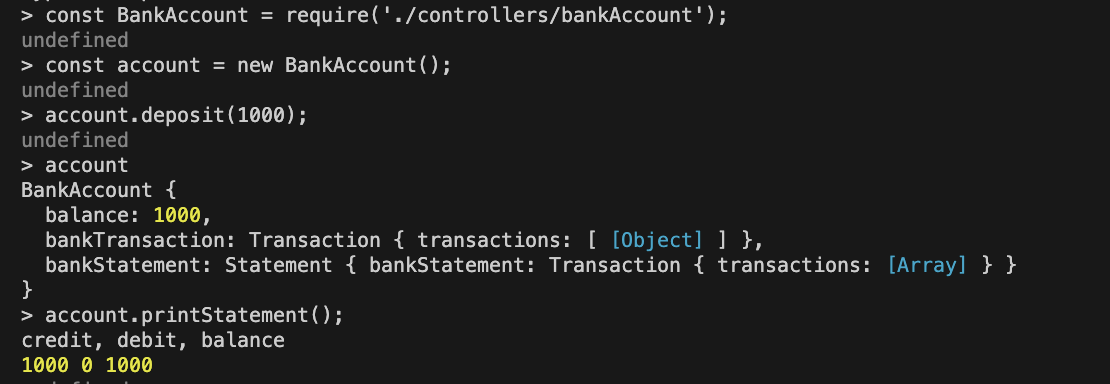 > const BankAccount = require('./controllers/bankAccount');
undefined
> const account = new BankAccount();
undefined
> account.deposit(1000);
undefined
> account
BankAccount {
  balance: 1000,
  bankTransaction: Transaction { transactions: [ [Object] ] },
  bankStatement: Statement { bankStatement: Transaction { transactions: [Array] } }
}
> account.printStatement();
credit, debit, balance
1000 0 1000